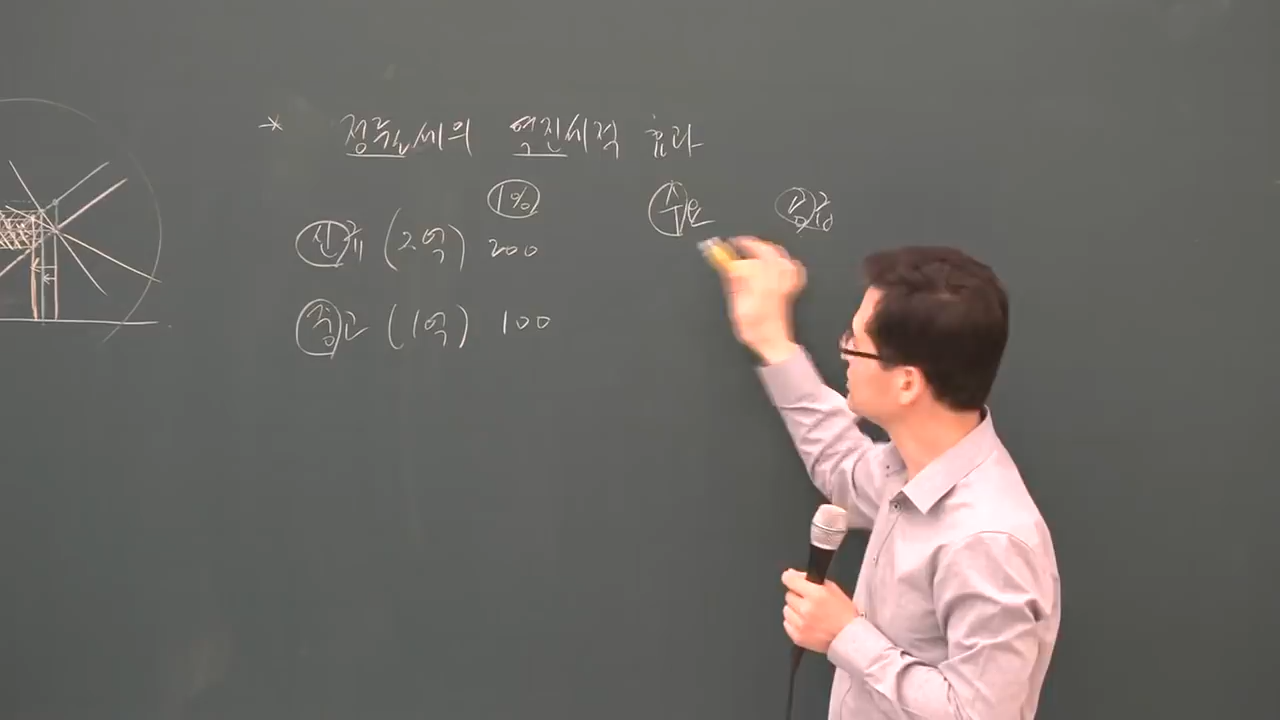 * 정률세의 역진세적 효과
1% 수요 공급
신규 (2억) 200
중고 (1억) 100